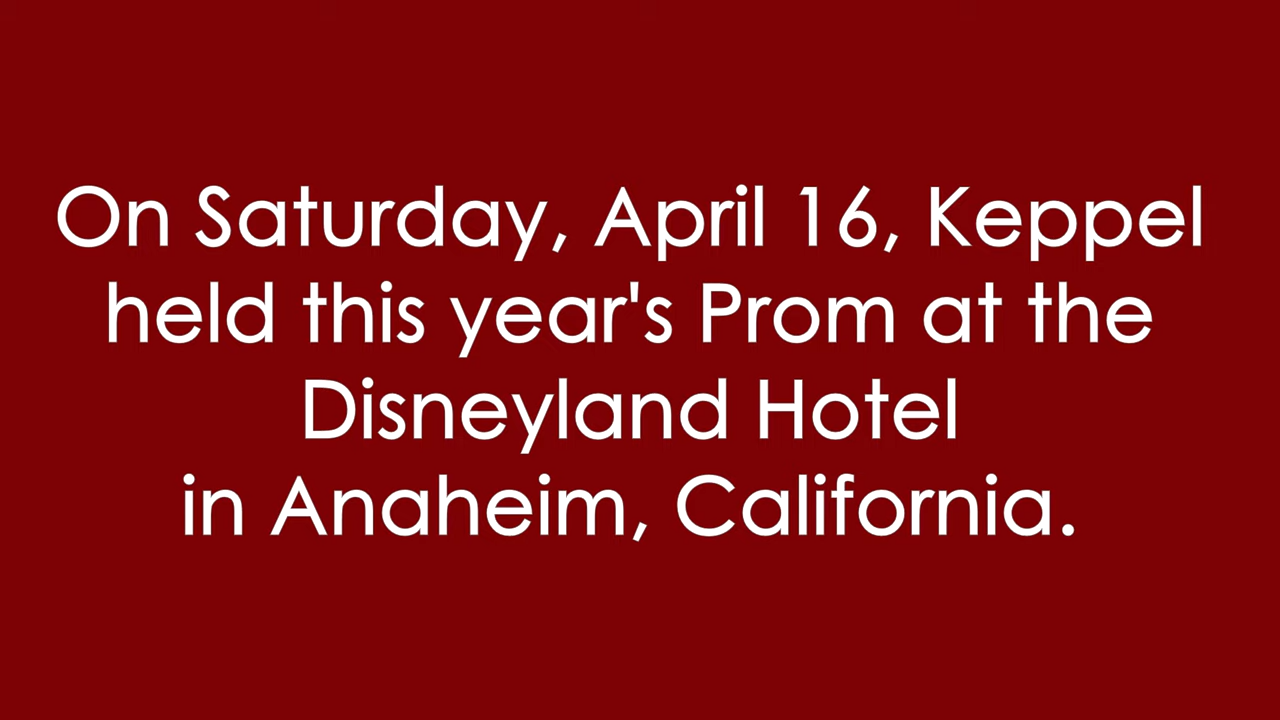 On Saturday, April 16, Keppel
held this year's Prom at the
Disneyland Hotel
in Anaheim, California.